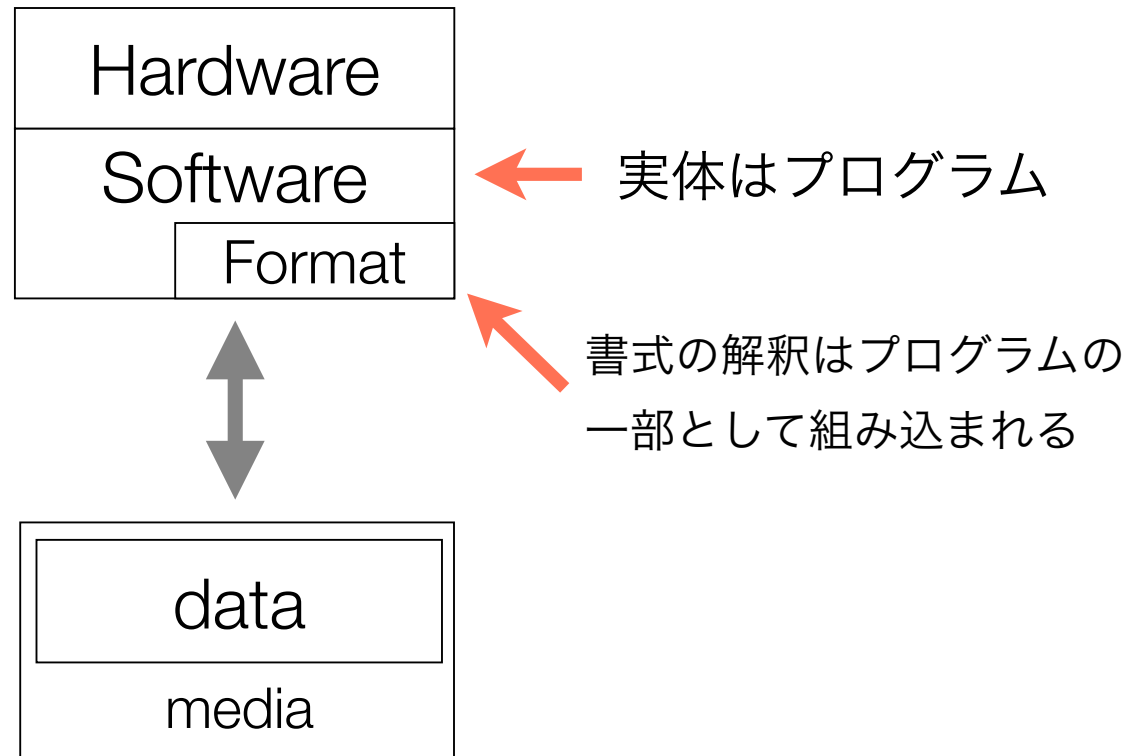 Hardware
Software
実体はプログラム
Format
書式の解釈はプログラムの
一部として組み込まれる
data
media